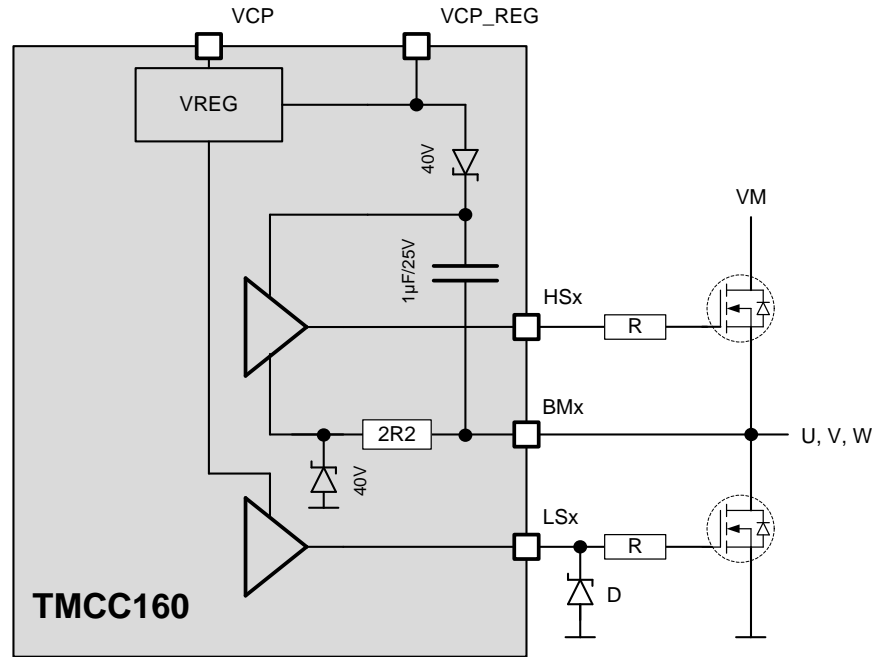 VCP
VCP_REG
VREG
40V
VM
1µF/25V
HSx
R
BMx
2R2
U, V, W
40V
LSx
R
D
TMCC160